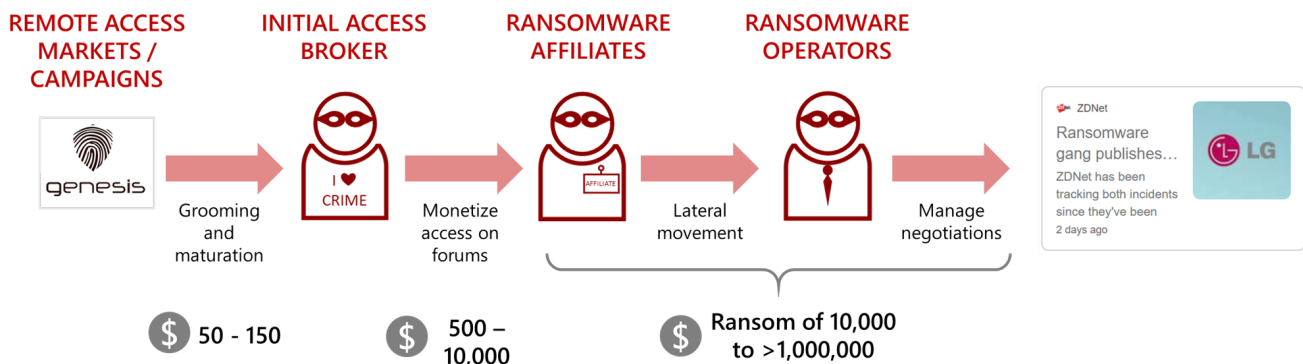 REMOTE ACCESS
MARKETS /
CAMPAIGNS
INITIAL ACCESS
BROKER
RANSOMWARE
AFFILIATES
RANSOMWARE
OPERATORS
genesis
I ♥
CRIME
AFFILIATE
Grooming
and
maturation
Monetize
access on
forums
Lateral
movement
Manage
negotiations
ZDNet
Ransomware
gang publishes…
ZDNet has been
tracking both incidents
since they've been
2 days ago
LG
LG
$ 50 - 150
$ 500 –
10,000
$ Ransom of 10,000
to >1,000,000